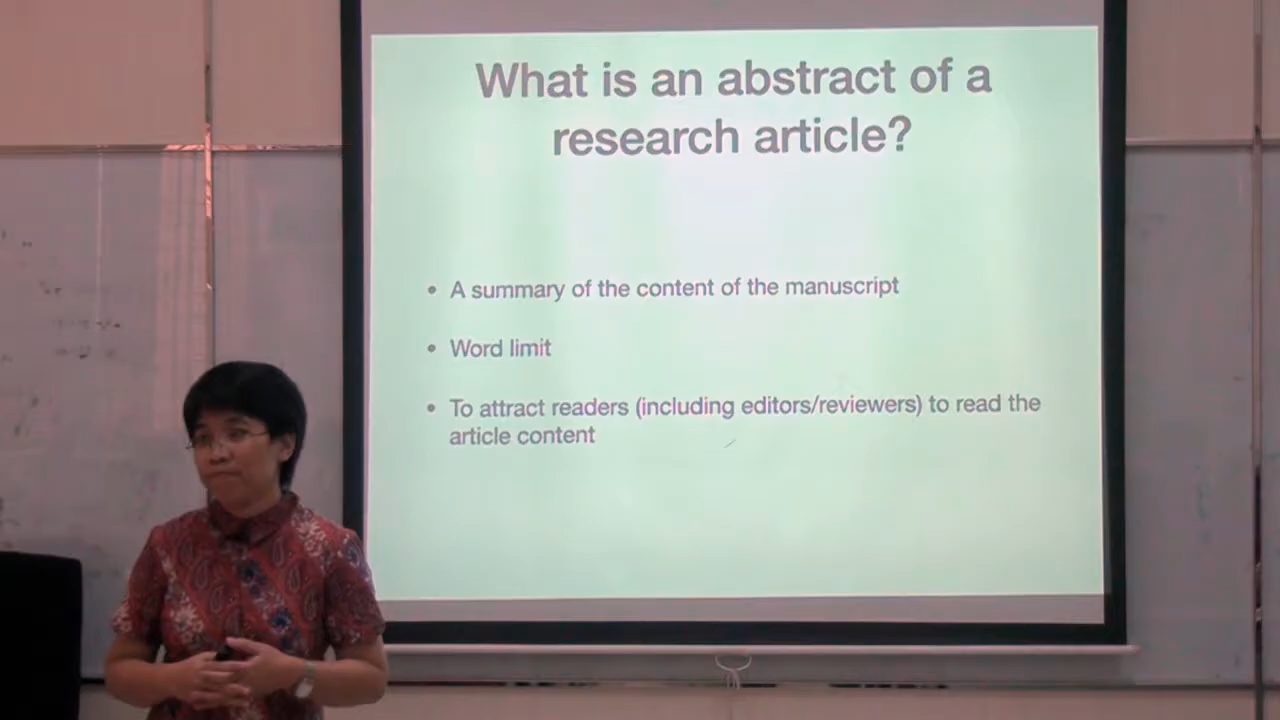 What is an abstract of a
research article?
• A summary of the content of the manuscript
• Word limit
• To attract readers (including editors/reviewers) to read the
article content